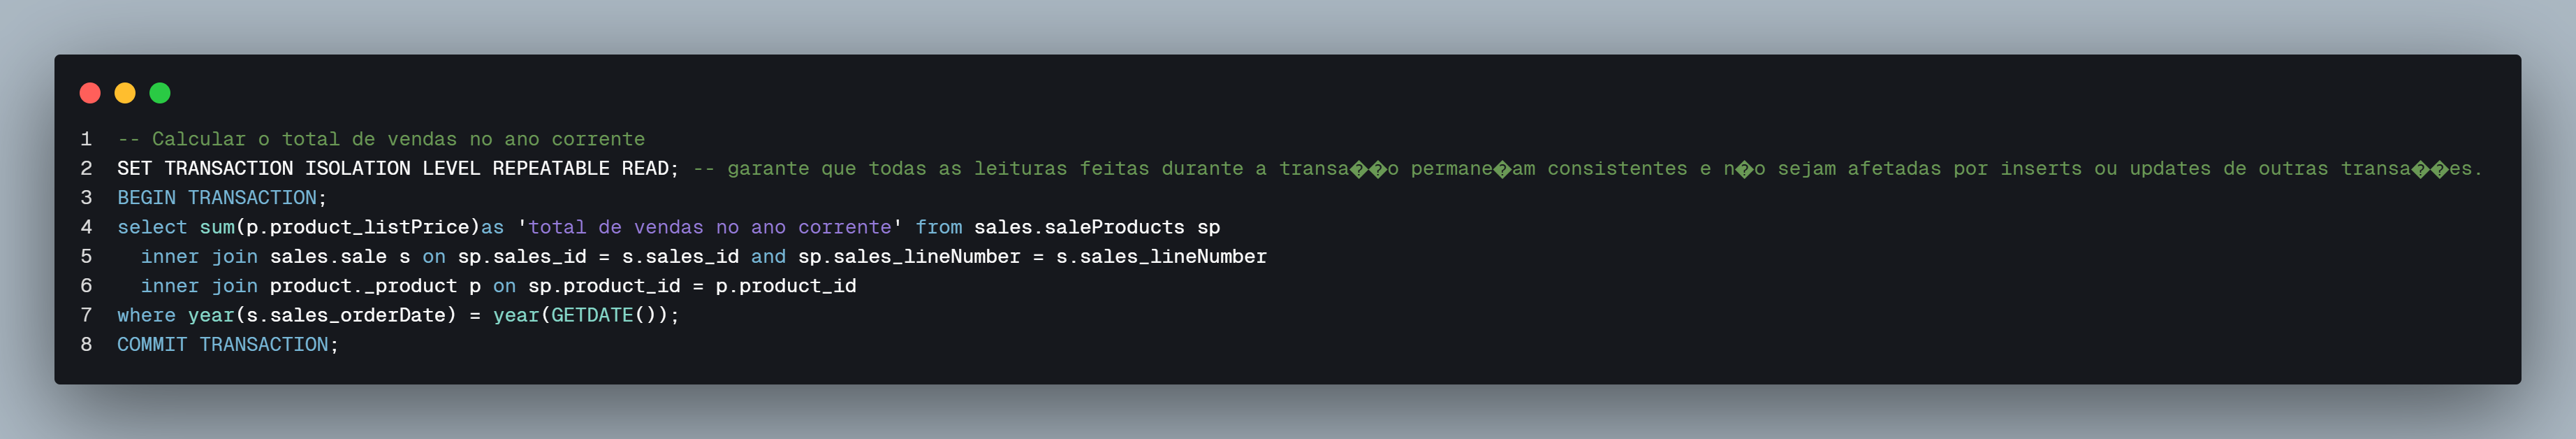 1 -- Calcular o total de vendas no ano corrente
2 SET TRANSACTION ISOLATION LEVEL REPEATABLE READ; -- garante que todas as leituras feitas durante a transa��o permane�am consistentes e n�o sejam afetadas por inserts ou updates de outras transa��es.
3 BEGIN TRANSACTION;
4 select sum(p.product_listPrice)as 'total de vendas no ano corrente' from sales.saleProducts sp
5   inner join sales.sale s on sp.sales_id = s.sales_id and sp.sales_lineNumber = s.sales_lineNumber
6   inner join product._product p on sp.product_id = p.product_id
7 where year(s.sales_orderDate) = year(GETDATE());
8 COMMIT TRANSACTION;